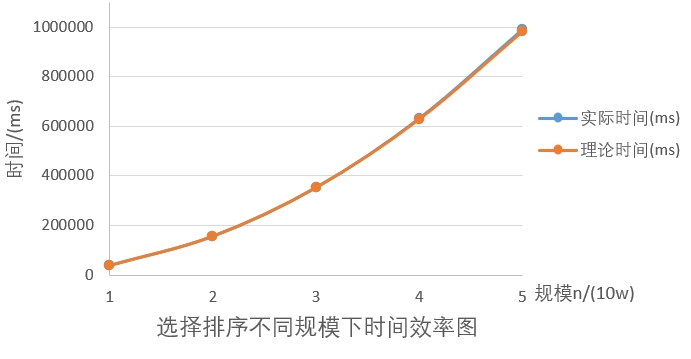 1000000
800000
600000
400000
200000
0
时间/(ms)
1 2 3 4 5 规模n/(10w)
实际时间(ms)
理论时间(ms)
选择排序不同规模下时间效率图